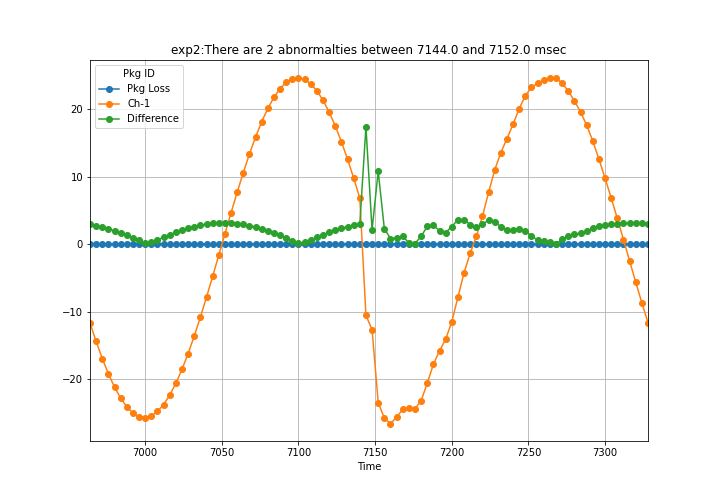 exp2:There are 2 abnormalties between 7144.0 and 7152.0 msec
Pkg ID
Pkg Loss
Ch-1
Difference
20
10
0
−10
−20
7000 7050 7100 7150 7200 7250 7300
Time